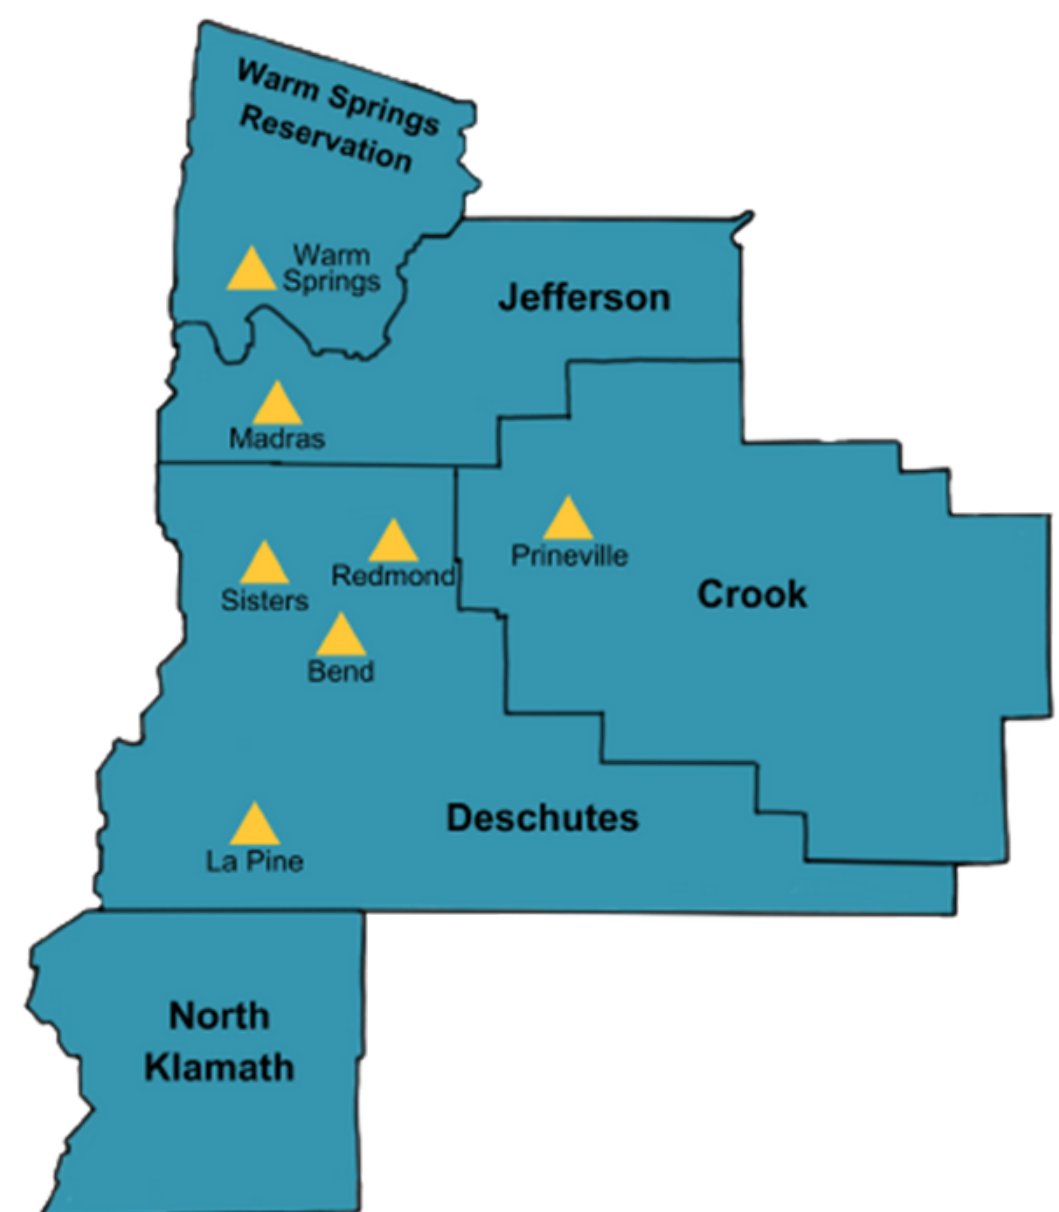 Warm Springs
Reservation
Warm
Springs
Jefferson
Madras
Prineville
Redmond
Sisters
Crook
Bend
Deschutes
La Pine
North
Klamath